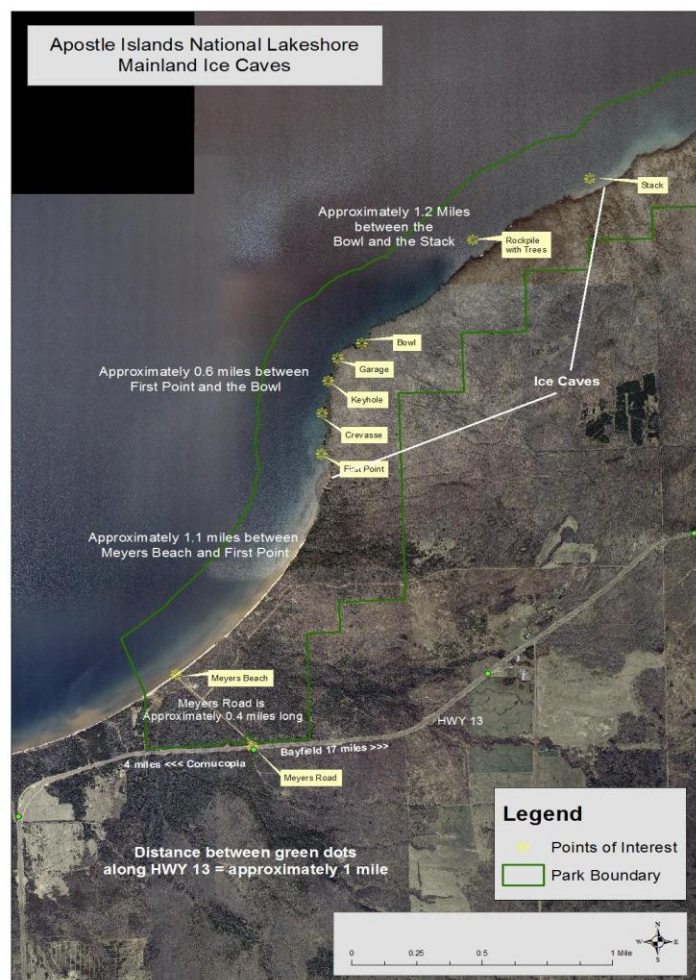 Apostle Islands National Lakeshore
Mainland Ice Caves
Stack
Approximately 1.2 Miles
between the
Bowl and the Stack
Rockpile
with Trees
Bowl
Garage
Approximately 0.6 miles between
First Point and the Bowl
Ice Caves
Keyhole
Crevasse
First Point
Approximately 1.1 miles between
Meyers Beach and First Point
Meyers Beach
Meyers Road is
Approximately 0.4 miles long
HWY 13
Bayfield 17 miles >>>
4 miles <<< Cornucopia
Meyers Road
Distance between green dots
along HWY 13 = approximately 1 mile
Legend
Points of Interest
Park Boundary
N
W
E
S
0
0.25
0.5
1 Mile